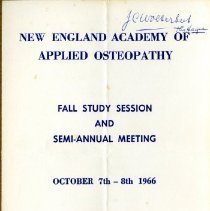 NEW ENGLAND ACADEMY OF
APPLIED OSTEOPATHY
FALL STUDY SESSION
AND
SEMI-ANNUAL MEETING
OCTOBER 7th - 8th 1966